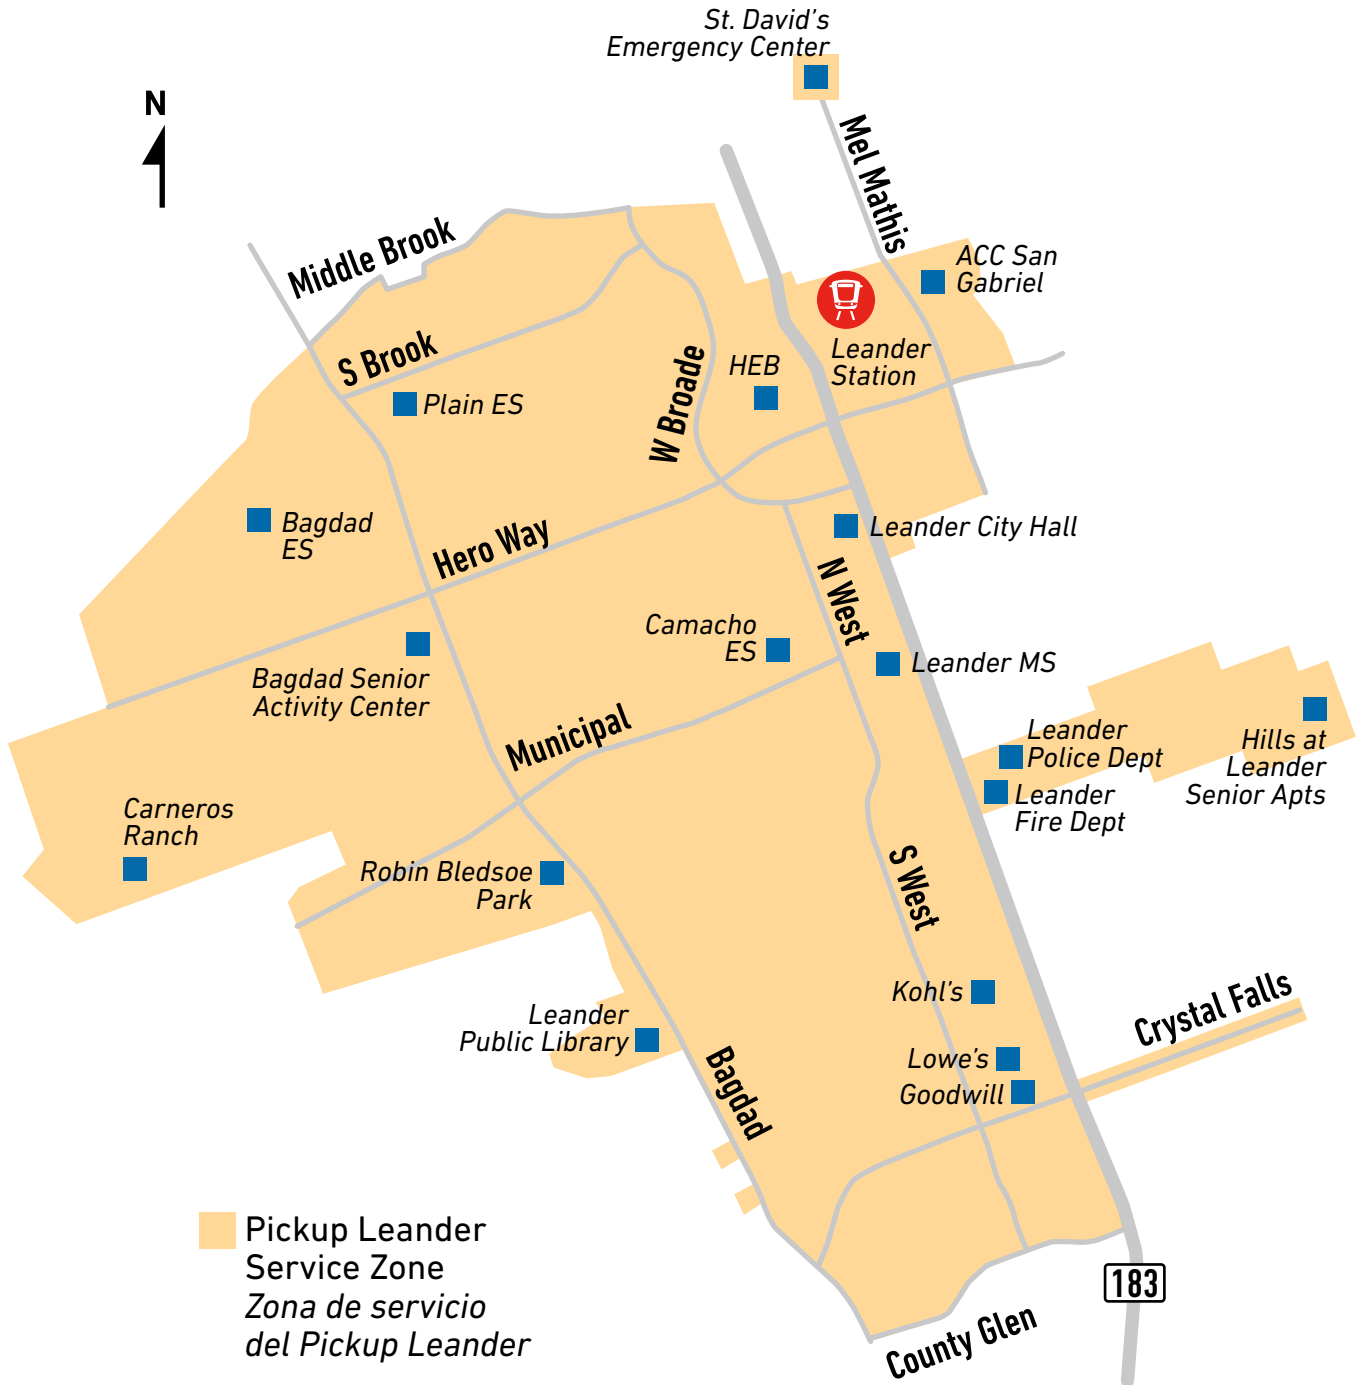 St. David's
Emergency Center
N
Mel Mathis
Middle Brook
ACC San
Gabriel
S Brook
Leander
Station
HEB
W Broade
Plain ES
Bagdad
ES
Hero Way
Leander City Hall
N West
Camacho
ES
Leander MS
Bagdad Senior
Activity Center
Municipal
Leander
Police Dept
Hills at
Leander
Senior Apts
Leander
Fire Dept
Carneros
Ranch
Robin Bledsoe
Park
S West
Kohl's
Crystal Falls
Leander
Public Library
Lowe's
Goodwill
Bagdad
Pickup Leander
Service Zone
Zona de servicio
del Pickup Leander
183
County Glen